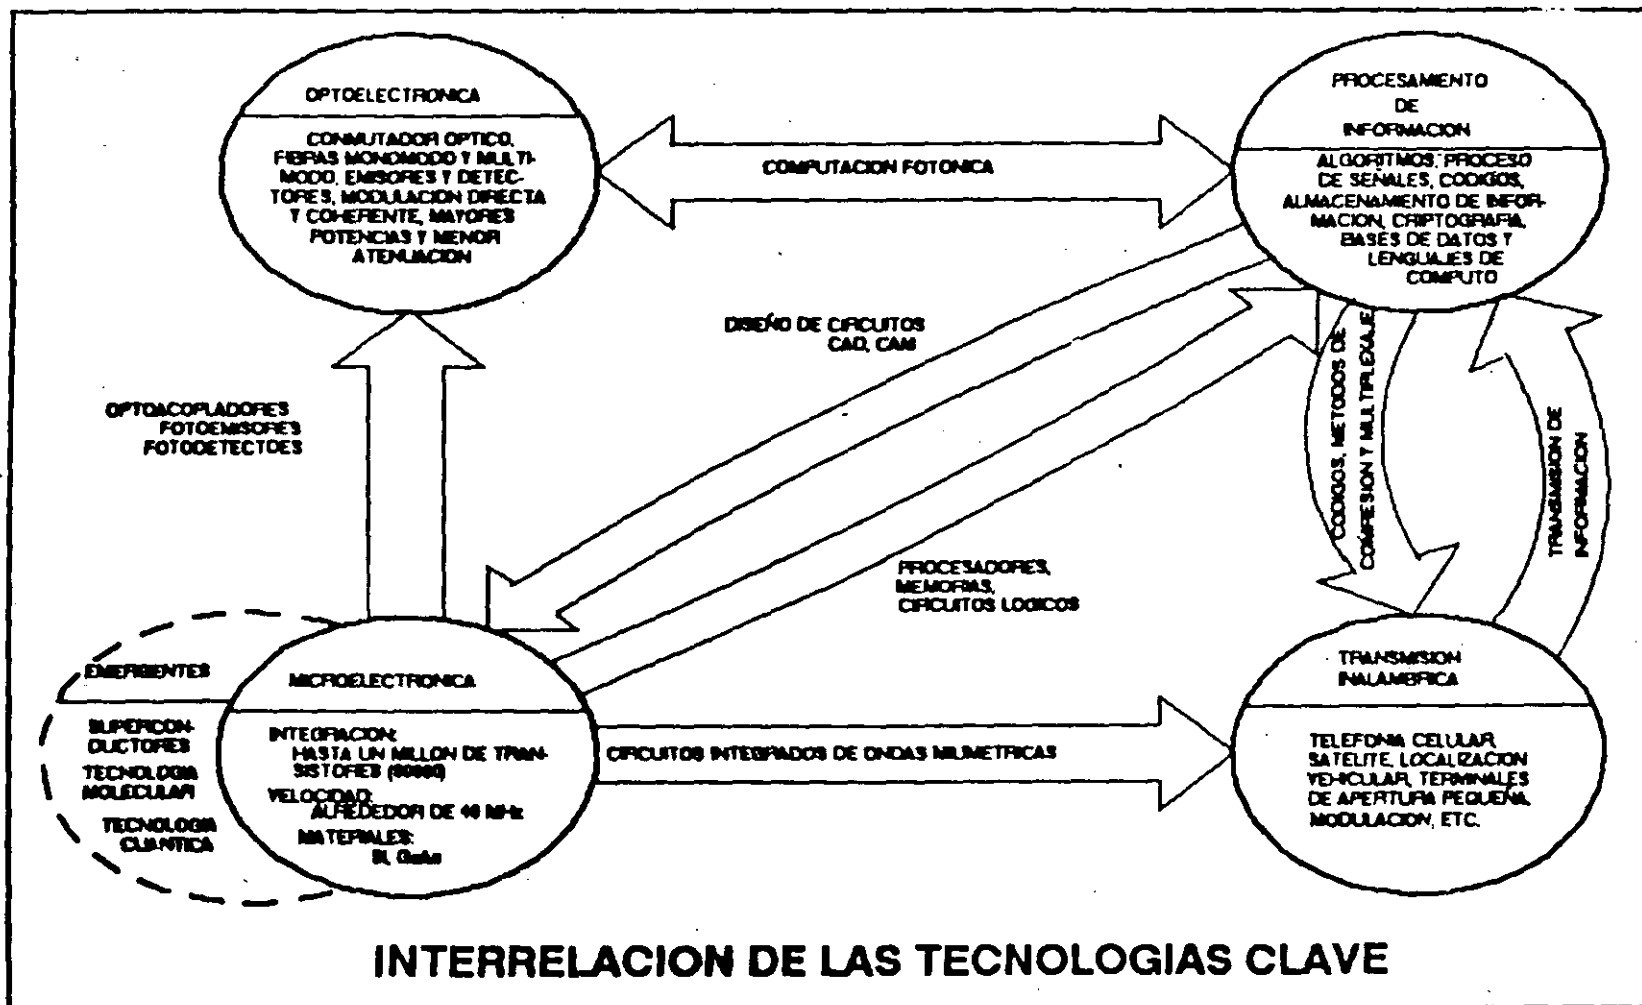 OPTOELECTRONICA
CONMUTADOR OPTICO,
FIBRAS MONOMODO Y MULTI-
MODO, EMISORES Y DETEC-
TORES, MODULACION DIRECTA
Y COHERENTE, MAYORES
POTENCIAS Y MENOR
ATENUACION
COMPUTACION FOTONICA
PROCESAMIENTO
DE
INFORMACION
ALGORITMOS, PROCESO
DE SEÑALES, CODIGOS,
ALMACENAMIENTO DE INFOR-
MACION, CRIPTOGRAFIA,
BASES DE DATOS Y
LENGUAJES DE
COMPUTO
DISEÑO DE CIRCUITOS
CAD, CAM
OPTOACOPLADORES
FOTOEMISORES
FOTODETECTOES
CODIGOS, METODOS DE
COMPRESION Y MULTIPLEXAJE
TRANSMISION DE
INFORMACION
PROCESADORES,
MEMORIAS,
CIRCUITOS LOGICOS
EMERGENTES
SUPERCON-
DUCTORES
TECNOLOGIA
MOLECULAR
TECNOLOGIA
CUANTICA
MICROELECTRONICA
INTEGRACION:
HASTA UN MILLON DE TRAN-
SISTORES
VELOCIDAD:
ALREDEDOR DE 40 MHz
MATERIALES:
Si, GaAs
CIRCUITOS INTEGRADOS DE ONDAS MILIMETRICAS
TRANSMISION
INALAMBRICA
TELEFONIA CELULAR,
SATELITE, LOCALIZACION
VEHICULAR, TERMINALES
DE APERTURA PEQUEÑA,
MODULACION, ETC.
INTERRELACION DE LAS TECNOLOGIAS CLAVE